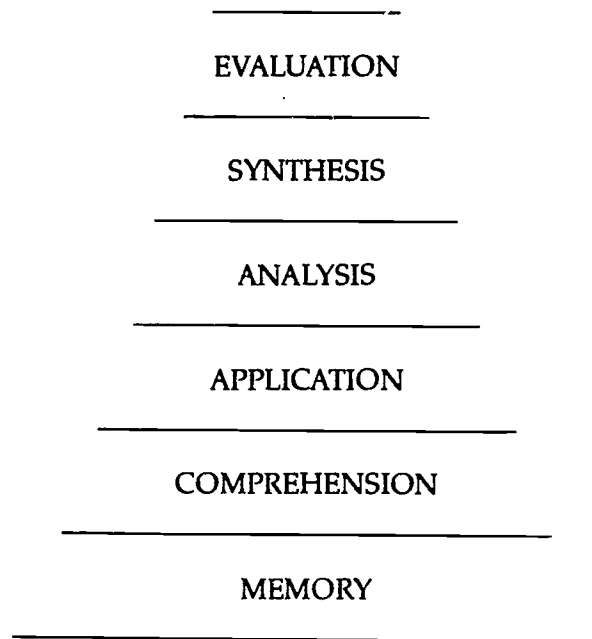 EVALUATION
SYNTHESIS
ANALYSIS
APPLICATION
COMPREHENSION
MEMORY